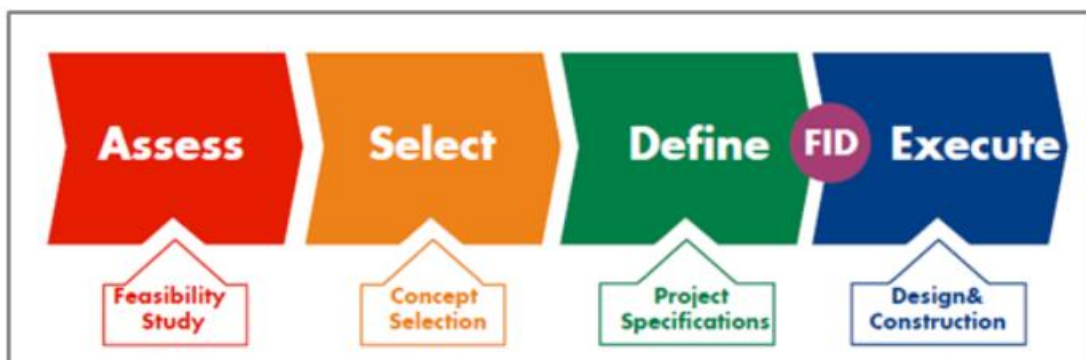 Assess
Select
Define
FID
Execute
Feasibility
Study
Concept
Selection
Project
Specifications
Design&
Construction